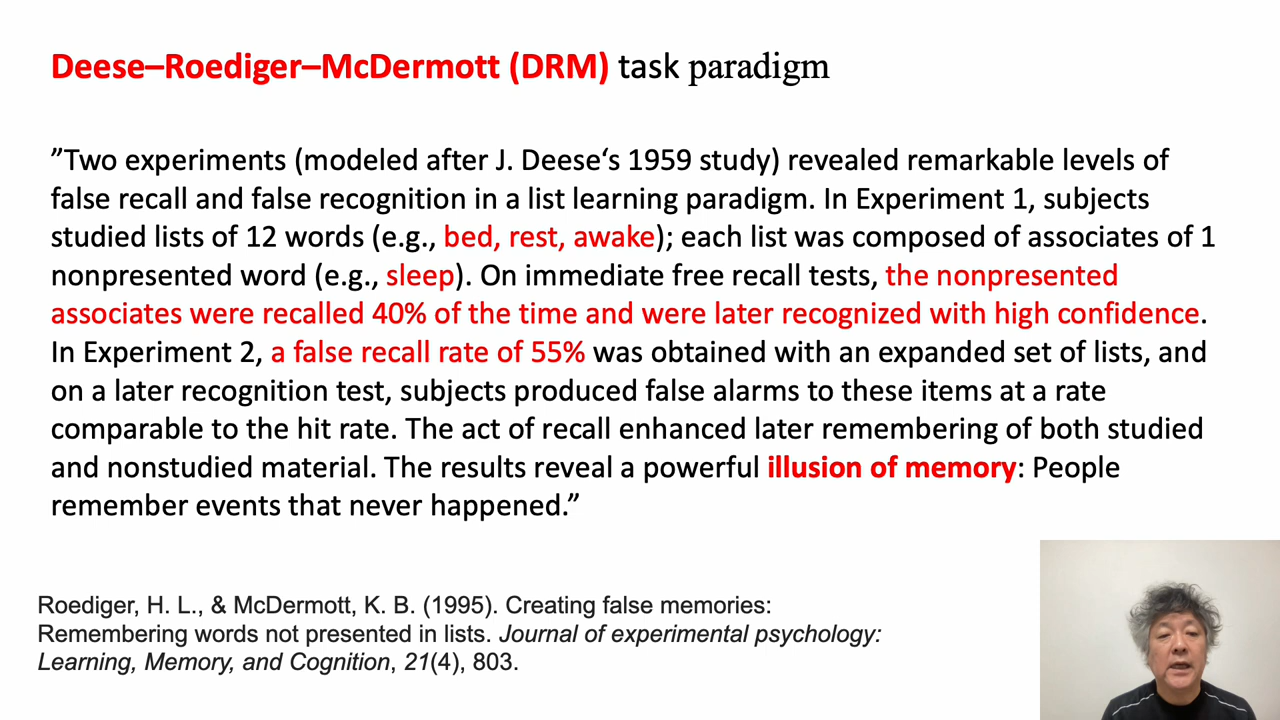 Deese–Roediger–McDermott (DRM) task paradigm
”Two experiments (modeled after J. Deese‘s 1959 study) revealed remarkable levels of
false recall and false recognition in a list learning paradigm. In Experiment 1, subjects
studied lists of 12 words (e.g., bed, rest, awake); each list was composed of associates of 1
nonpresented word (e.g., sleep). On immediate free recall tests, the nonpresented
associates were recalled 40% of the time and were later recognized with high confidence.
In Experiment 2, a false recall rate of 55% was obtained with an expanded set of lists, and
on a later recognition test, subjects produced false alarms to these items at a rate
comparable to the hit rate. The act of recall enhanced later remembering of both studied
and nonstudied material. The results reveal a powerful illusion of memory: People
remember events that never happened.”
Roediger, H. L., & McDermott, K. B. (1995). Creating false memories:
Remembering words not presented in lists. Journal of experimental psychology:
Learning, Memory, and Cognition, 21(4), 803.